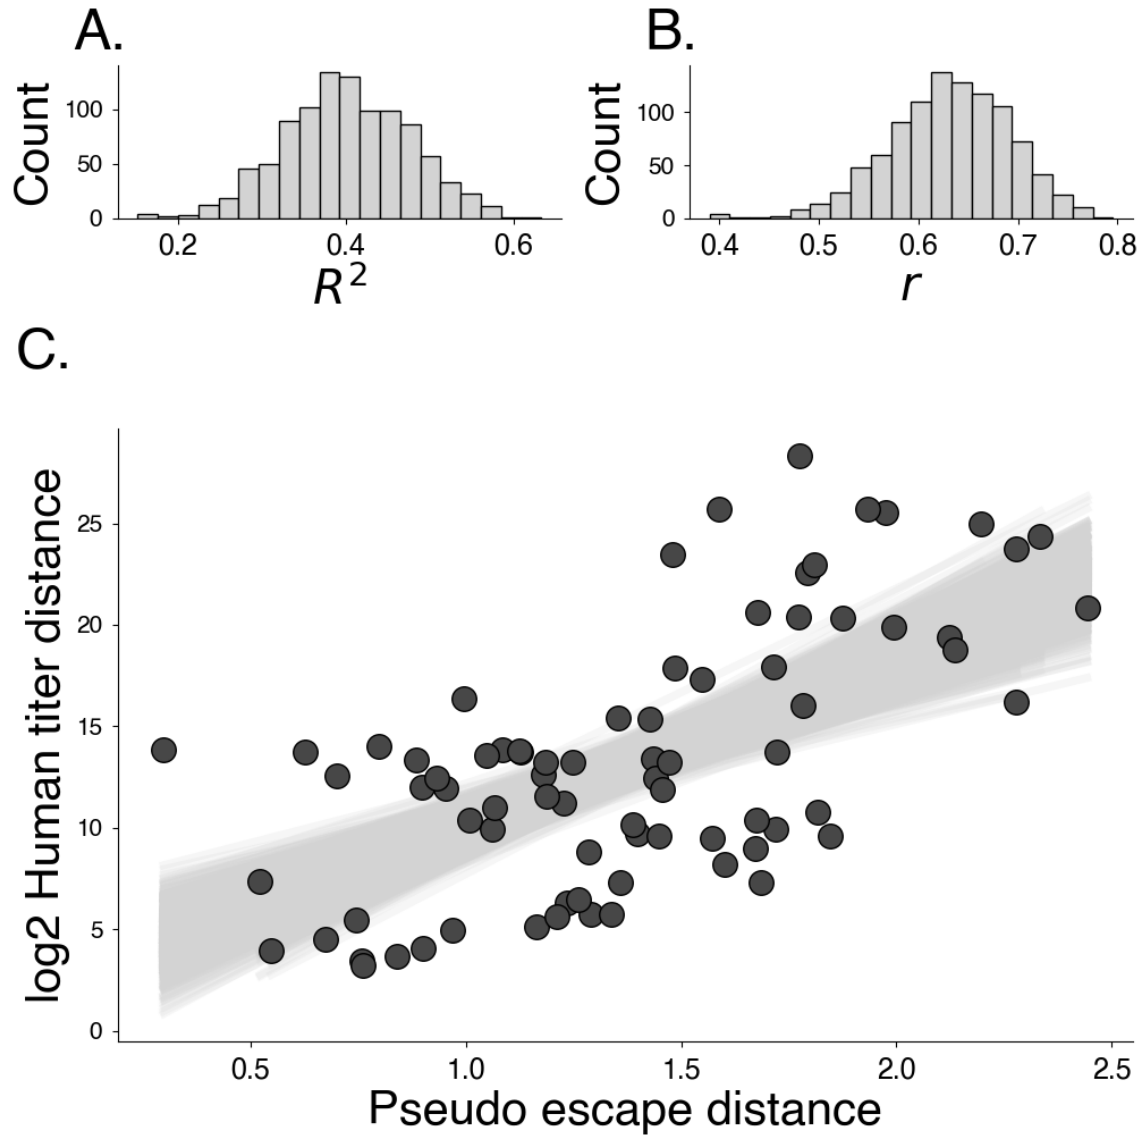 A.
Count
100
50
0
0.2 0.4 0.6
R²
B.
Count
100
50
0
0.4 0.5 0.6 0.7 0.8
r
C.
log2 Human titer distance
25
20
15
10
5
0
0.5 1.0 1.5 2.0 2.5
Pseudo escape distance